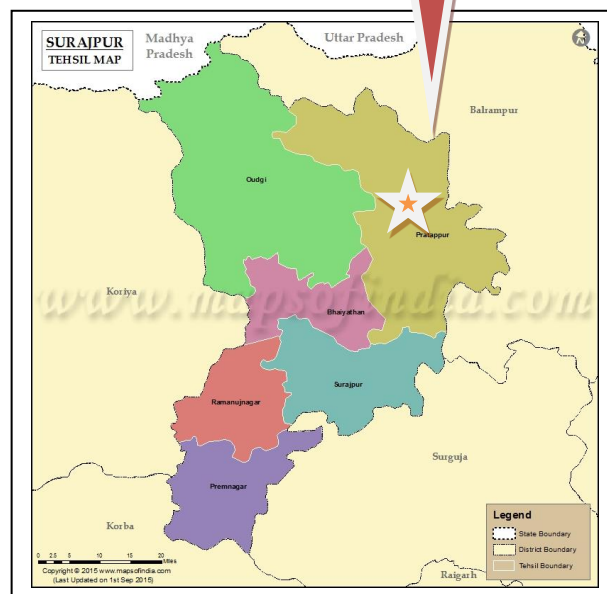 SURAJPUR
TEHSIL MAP
Madhya
Pradesh
Uttar Pradesh
Balrampur
Oudgi
Pratappur
Koriya
www.mapsofindia.com
Bhaiyathan
Surajpur
Ramanujnagar
Surguja
Premnagar
Korba
Raigarh
Legend
State Boundary
District Boundary
Tehsil Boundary
0 2.5 5 10 15 20
Miles
Copyright © 2015 www.mapsofindia.com
(Last Updated on 1st Sep 2015)